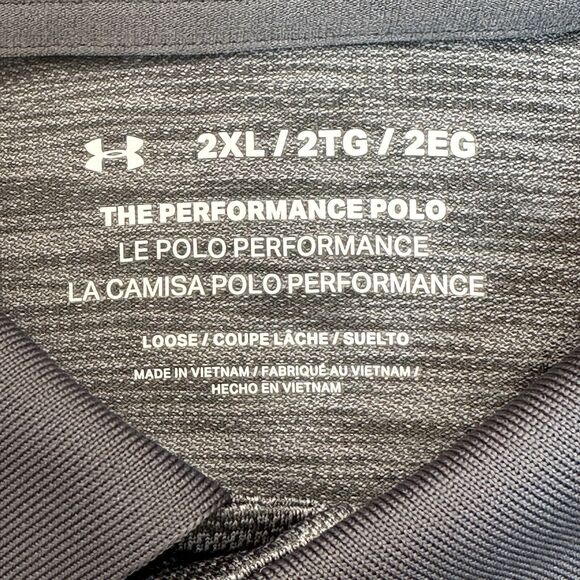 2XL / 2TG / 2EG
THE PERFORMANCE POLO
LE POLO PERFORMANCE
LA CAMISA POLO PERFORMANCE
LOOSE / COUPE LÂCHE / SUELTO
MADE IN VIETNAM / FABRIQUÉ AU VIETNAM /
HECHO EN VIETNAM